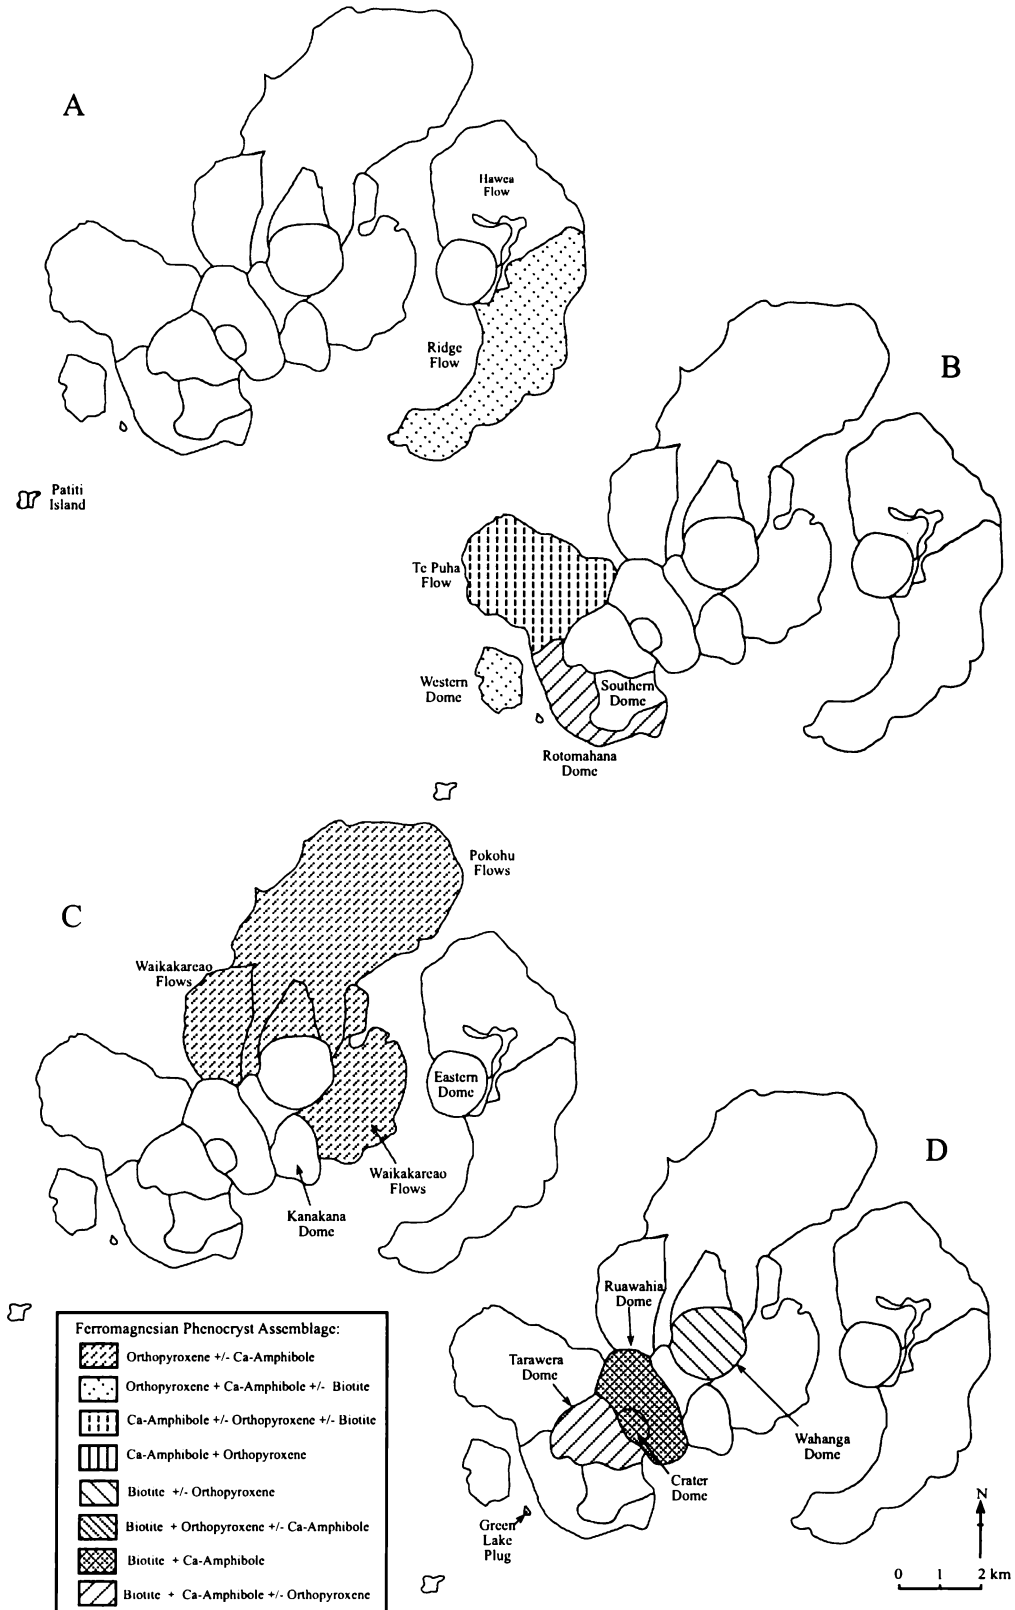 A
Hawea
Flow
Ridge
Flow
Patiti
Island
B
Te Puha
Flow
Western
Dome
Southern
Dome
Rotomahana
Dome
C
Pokohu
Flows
Waikakareao
Flows
Eastern
Dome
Waikakareao
Flows
Kanakana
Dome
D
Ruawahia
Dome
Tarawera
Dome
Wahanga
Dome
Crater
Dome
Green
Lake
Plug
N
0 1 2 km
Ferromagnesian Phenocryst Assemblage:
Orthopyroxene +/- Ca-Amphibole
Orthopyroxene + Ca-Amphibole +/- Biotite
Ca-Amphibole +/- Orthopyroxene +/- Biotite
Ca-Amphibole + Orthopyroxene
Biotite +/- Orthopyroxene
Biotite + Orthopyroxene +/- Ca-Amphibole
Biotite + Ca-Amphibole
Biotite + Ca-Amphibole +/- Orthopyroxene